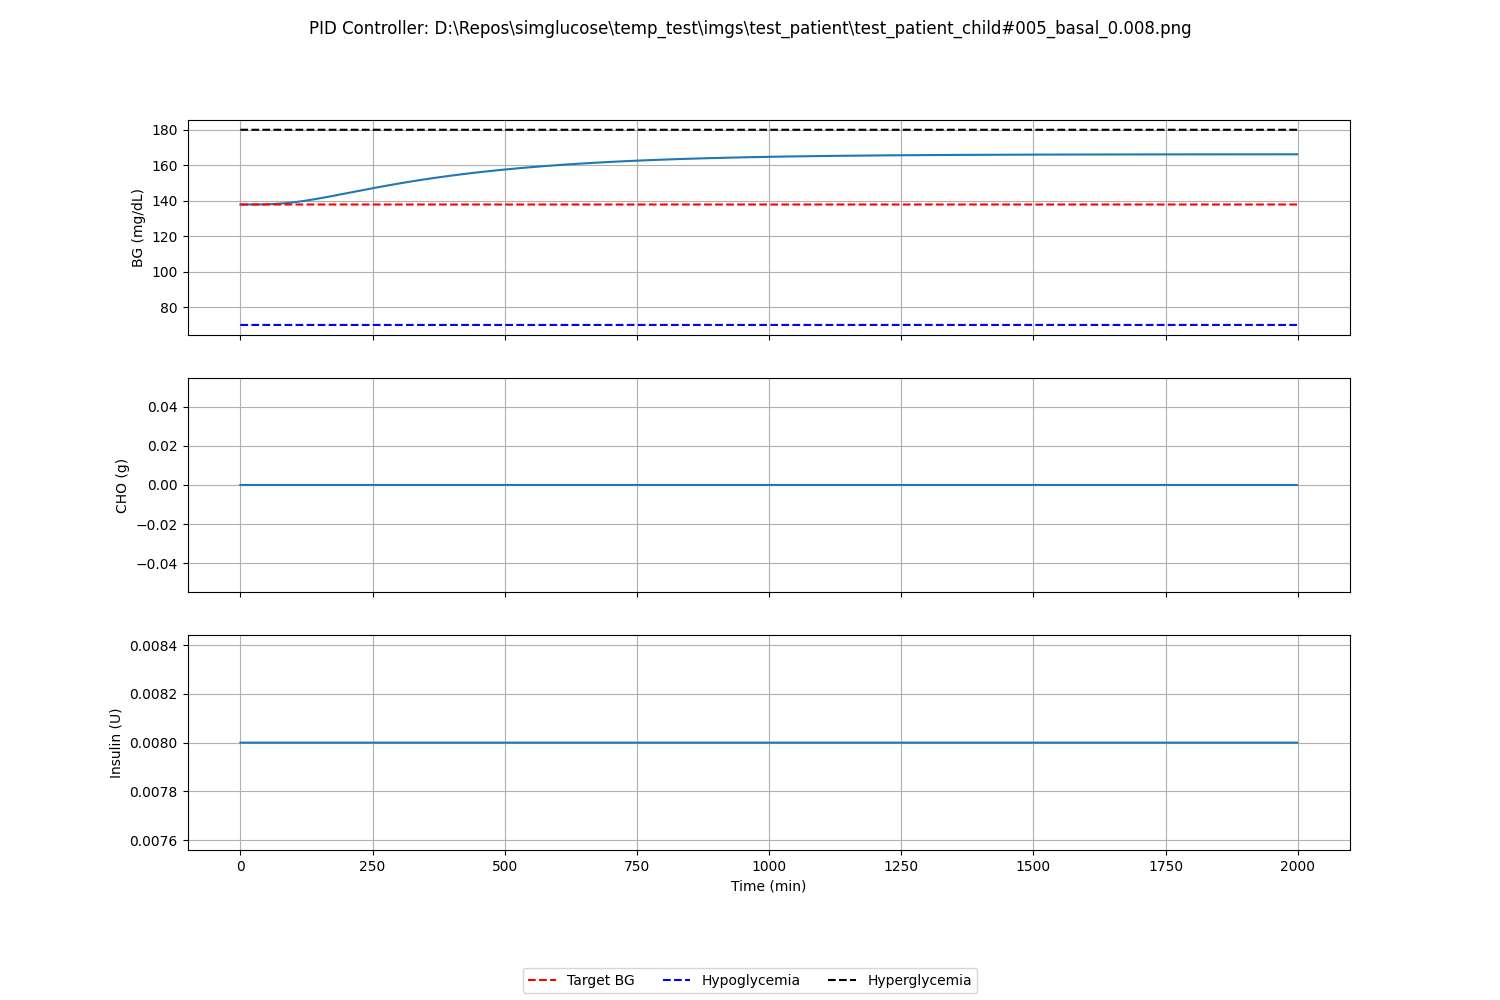 PID Controller: D:\Repos\simglucose\temp_test\imgs\test_patient\test_patient_child#005_basal_0.008.png
BG (mg/dL)
180
160
140
120
100
80
CHO (g)
0.04
0.02
0.00
−0.02
−0.04
Insulin (U)
0.0084
0.0082
0.0080
0.0078
0.0076
0 250 500 750 1000 1250 1500 1750 2000
Time (min)
Target BG Hypoglycemia Hyperglycemia